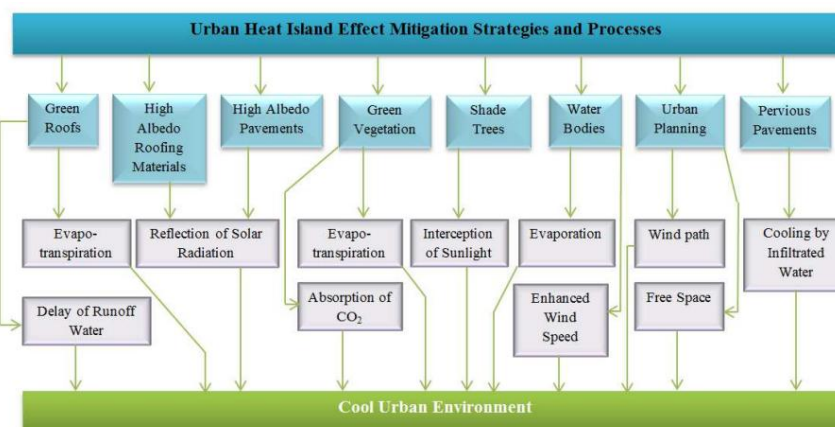 Urban Heat Island Effect Mitigation Strategies and Processes
Green
Roofs
High
Albedo
Roofing
Materials
High Albedo
Pavements
Green
Vegetation
Shade
Trees
Water
Bodies
Urban
Planning
Pervious
Pavements
Evapo-
transpiration
Reflection of Solar
Radiation
Evapo-
transpiration
Interception
of Sunlight
Evaporation
Wind path
Cooling by
Infiltrated
Water
Delay of Runoff
Water
Absorption of
CO₂
Enhanced
Wind
Speed
Free Space
Cool Urban Environment